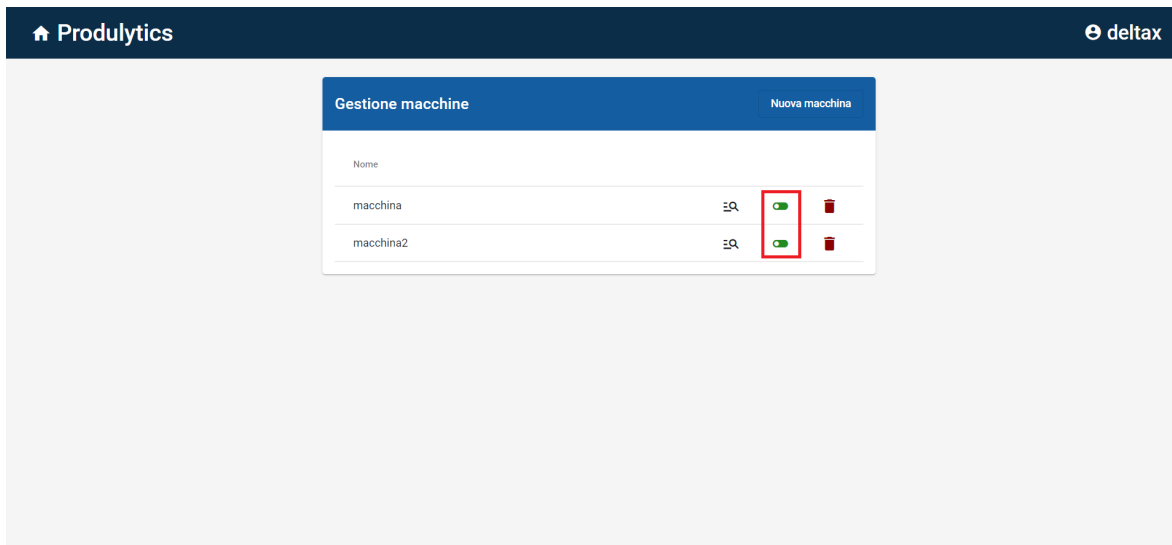 Produlytics
deltax
Gestione macchine
Nuova macchina
Nome
macchina
macchina2